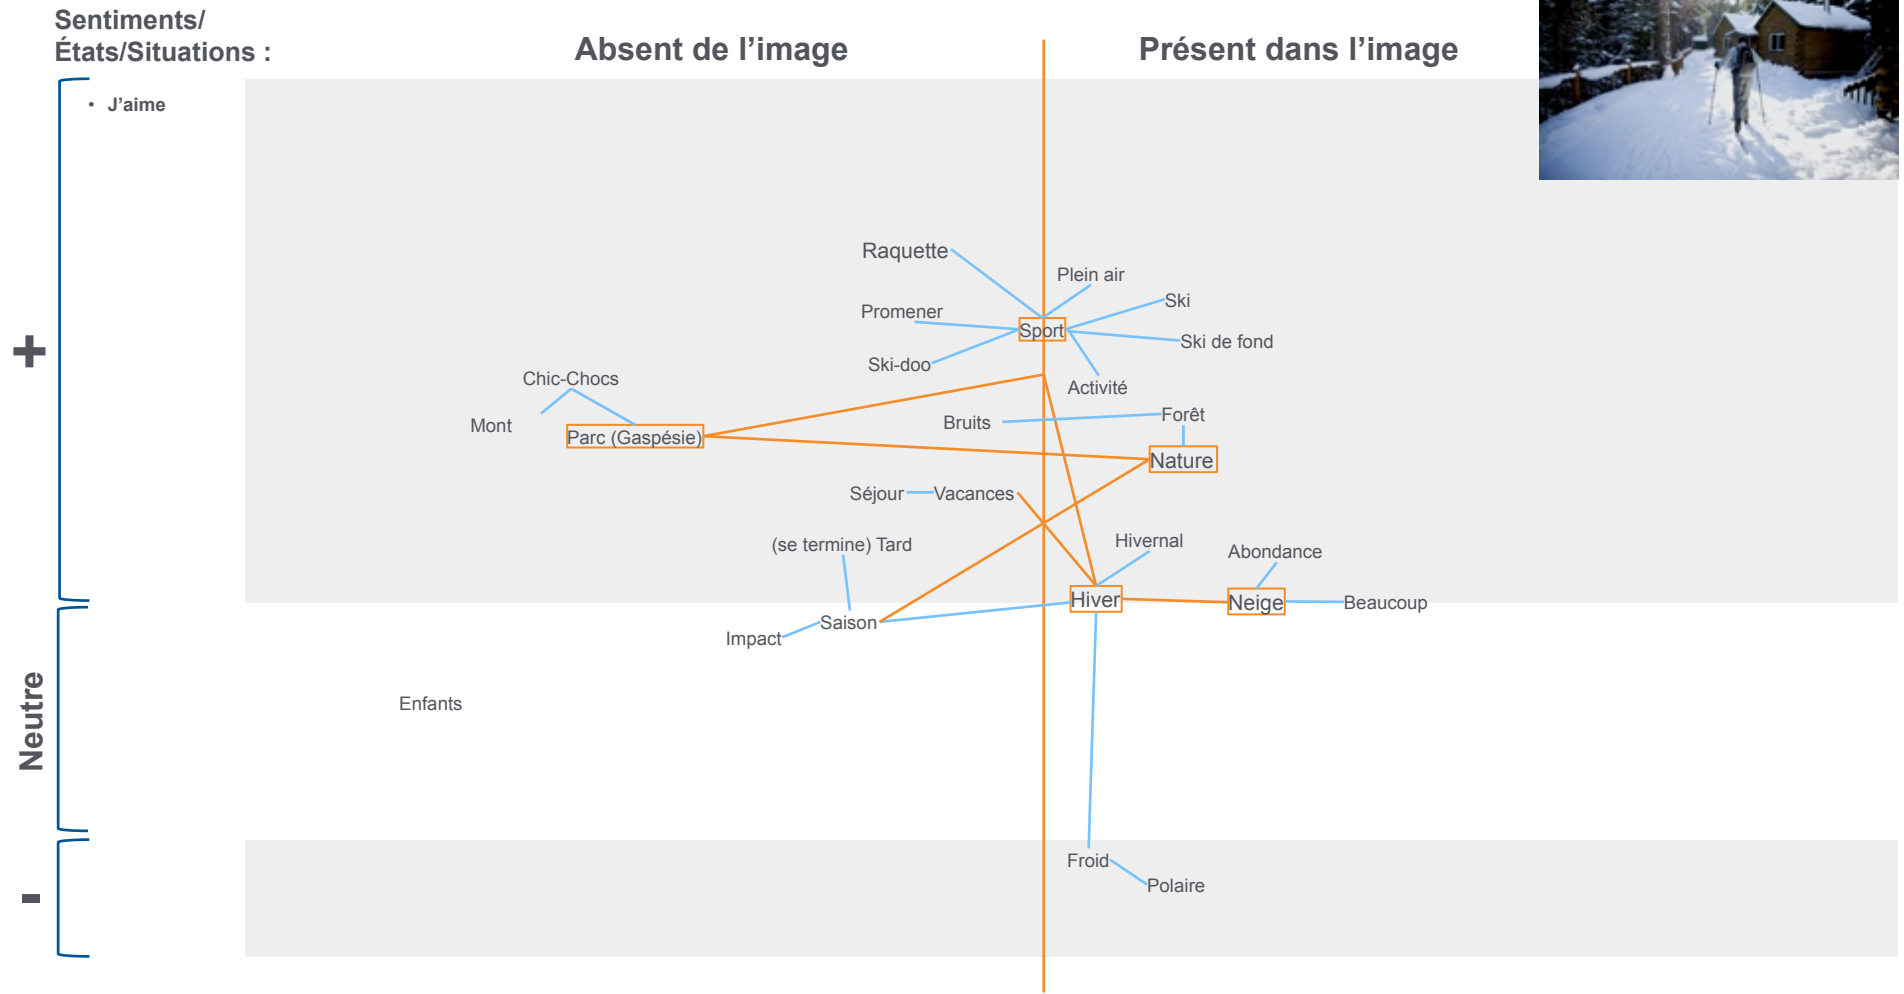 Sentiments/
États/Situations :
Absent de l’image
Présent dans l’image
• J’aime
+
Raquette
Plein air
Ski
Promener
Sport
Ski de fond
Ski-doo
Chic-Chocs
Activité
Forêt
Bruits
Mont
Parc (Gaspésie)
Nature
Séjour
Vacances
Hivernal
(se termine) Tard
Abondance
Hiver
Neige
Beaucoup
Saison
Impact
Neutre
Enfants
Froid
Polaire
-